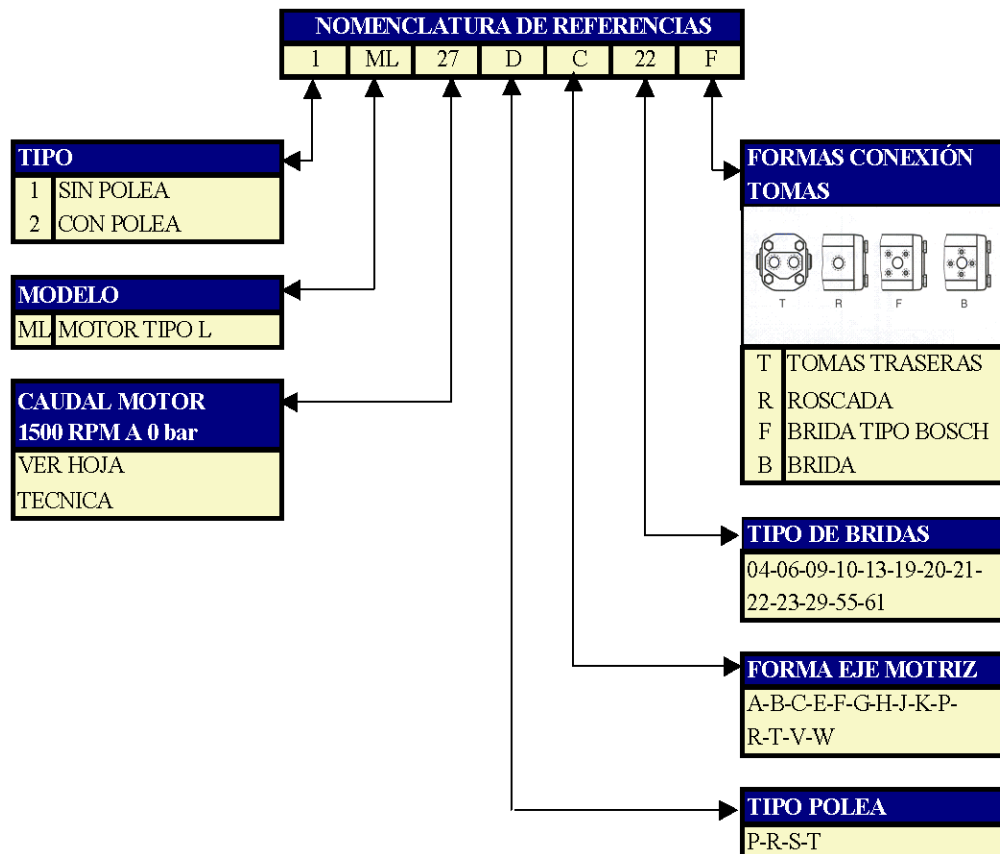 NOMENCLATURA DE REFERENCIAS
1 ML 27 D C 22 F
TIPO
1 SIN POLEA
2 CON POLEA
MODELO
ML MOTOR TIPO L
CAUDAL MOTOR
1500 RPM A 0 bar
VER HOJA
TECNICA
FORMAS CONEXIÓN
TOMAS
T R F B
T TOMAS TRASERAS
R ROSCADA
F BRIDA TIPO BOSCH
B BRIDA
TIPO DE BRIDAS
04-06-09-10-13-19-20-21-
22-23-29-55-61
FORMA EJE MOTRIZ
A-B-C-E-F-G-H-J-K-P-
R-T-V-W
TIPO POLEA
P-R-S-T